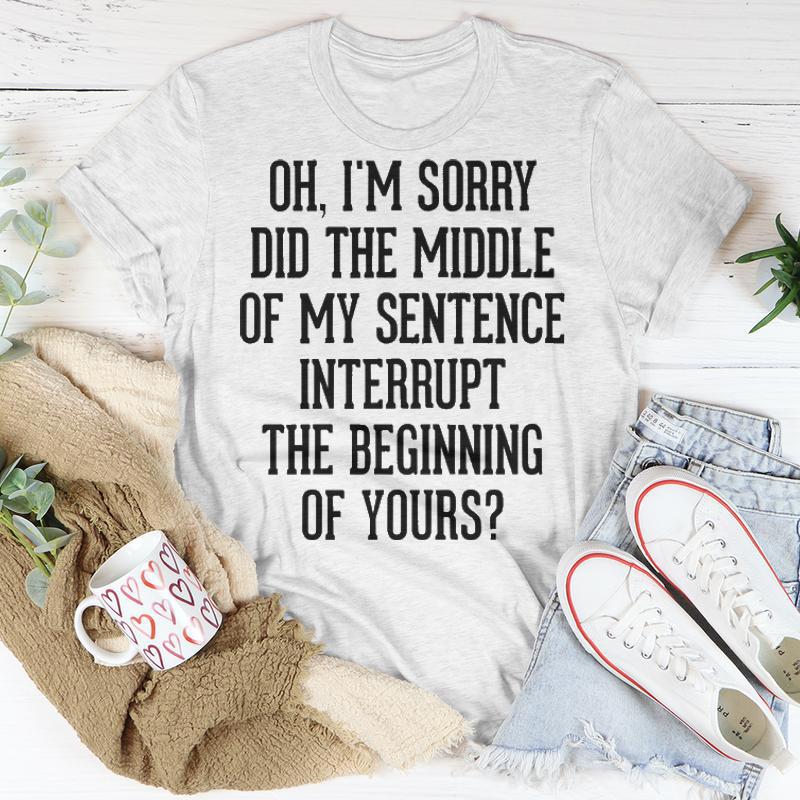 OH, I'M SORRY
DID THE MIDDLE
OF MY SENTENCE
INTERRUPT
THE BEGINNING
OF YOURS?